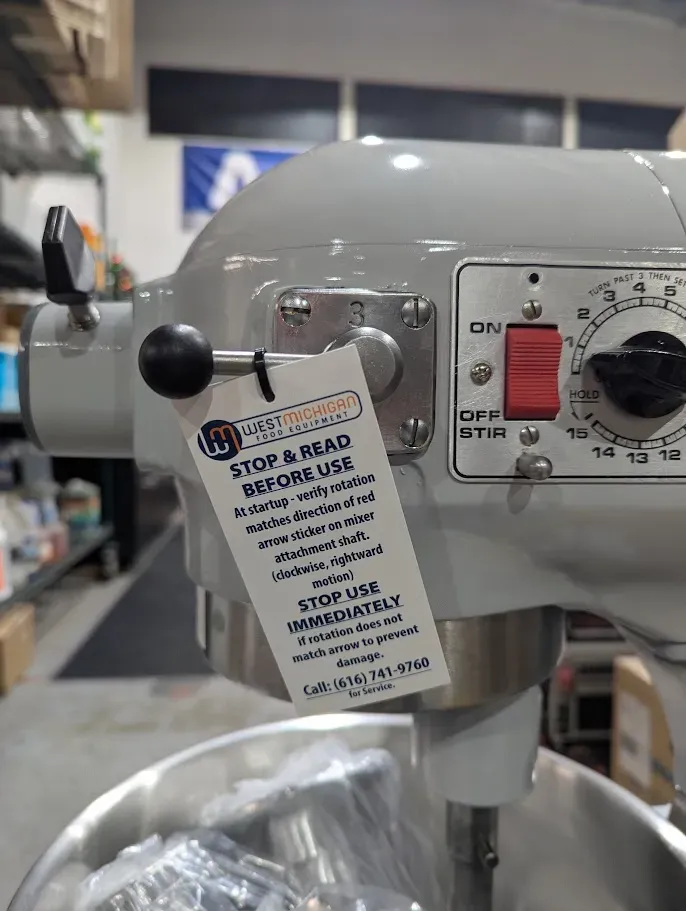 3
WESTMICHIGAN
FOOD EQUIPMENT
STOP & READ
BEFORE USE
At startup - verify rotation
matches direction of red
arrow sticker on mixer
attachment shaft.
(clockwise, rightward
motion)
STOP USE
IMMEDIATELY
if rotation does not
match arrow to prevent
damage.
Call: (616) 741-9760
for Service.
ON
OFF
STIR
TURN PAST 3 THEN SET
1
2
3
4
5
HOLD
15
14
13
12